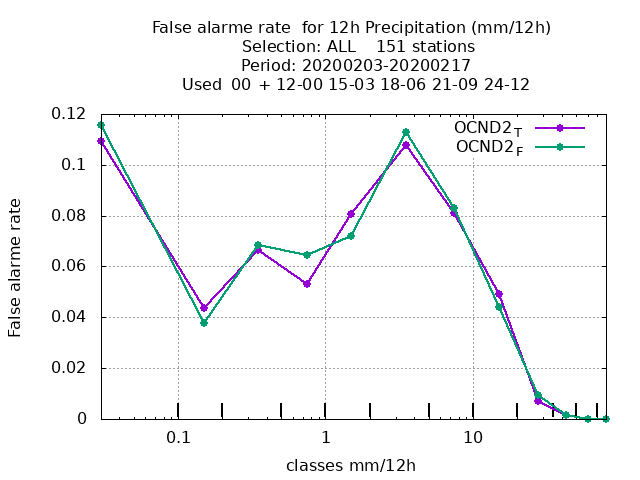 False alarme rate  for 12h Precipitation (mm/12h)
Selection: ALL    151 stations
Period: 20200203-20200217
Used  00 + 12-00 15-03 18-06 21-09 24-12
OCND2T
OCND2F
False alarme rate
0.12
0.1
0.08
0.06
0.04
0.02
0
0.1 1 10
classes mm/12h